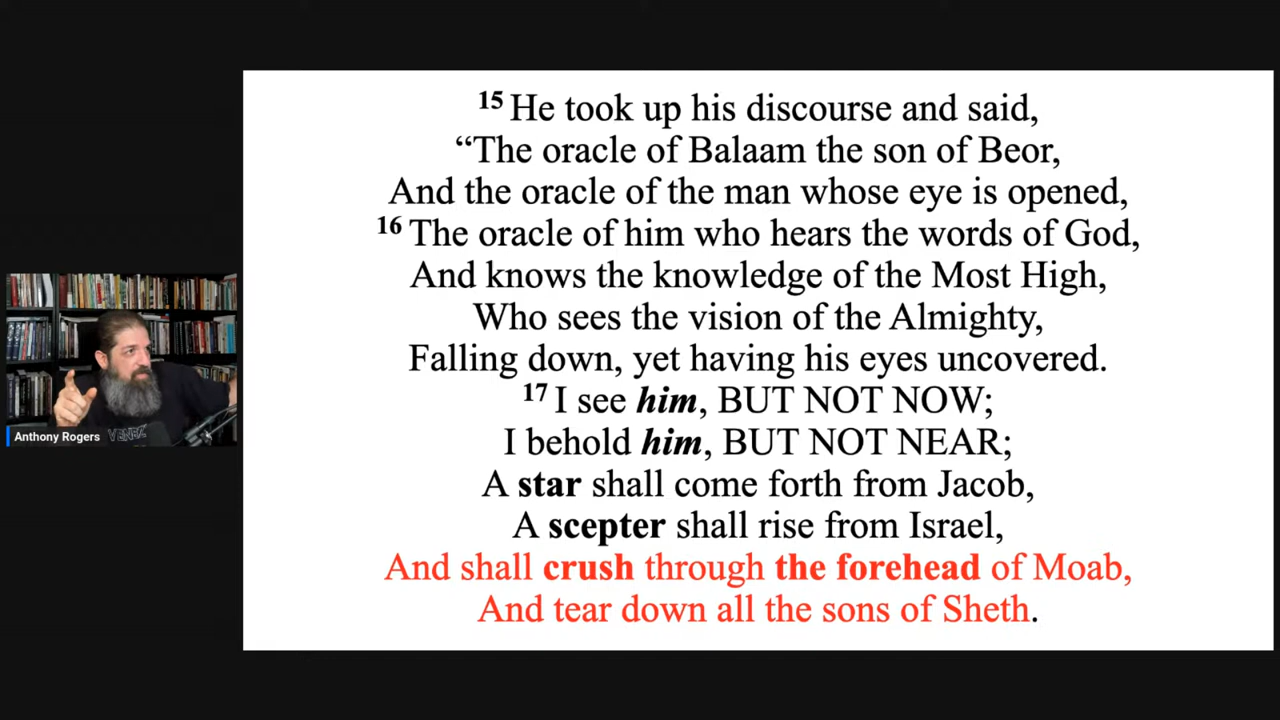 15 He took up his discourse and said,
“The oracle of Balaam the son of Beor,
And the oracle of the man whose eye is opened,
16 The oracle of him who hears the words of God,
And knows the knowledge of the Most High,
Who sees the vision of the Almighty,
Falling down, yet having his eyes uncovered.
17 I see him, BUT NOT NOW;
I behold him, BUT NOT NEAR;
A star shall come forth from Jacob,
A scepter shall rise from Israel,
And shall crush through the forehead of Moab,
And tear down all the sons of Sheth.
Anthony Rogers